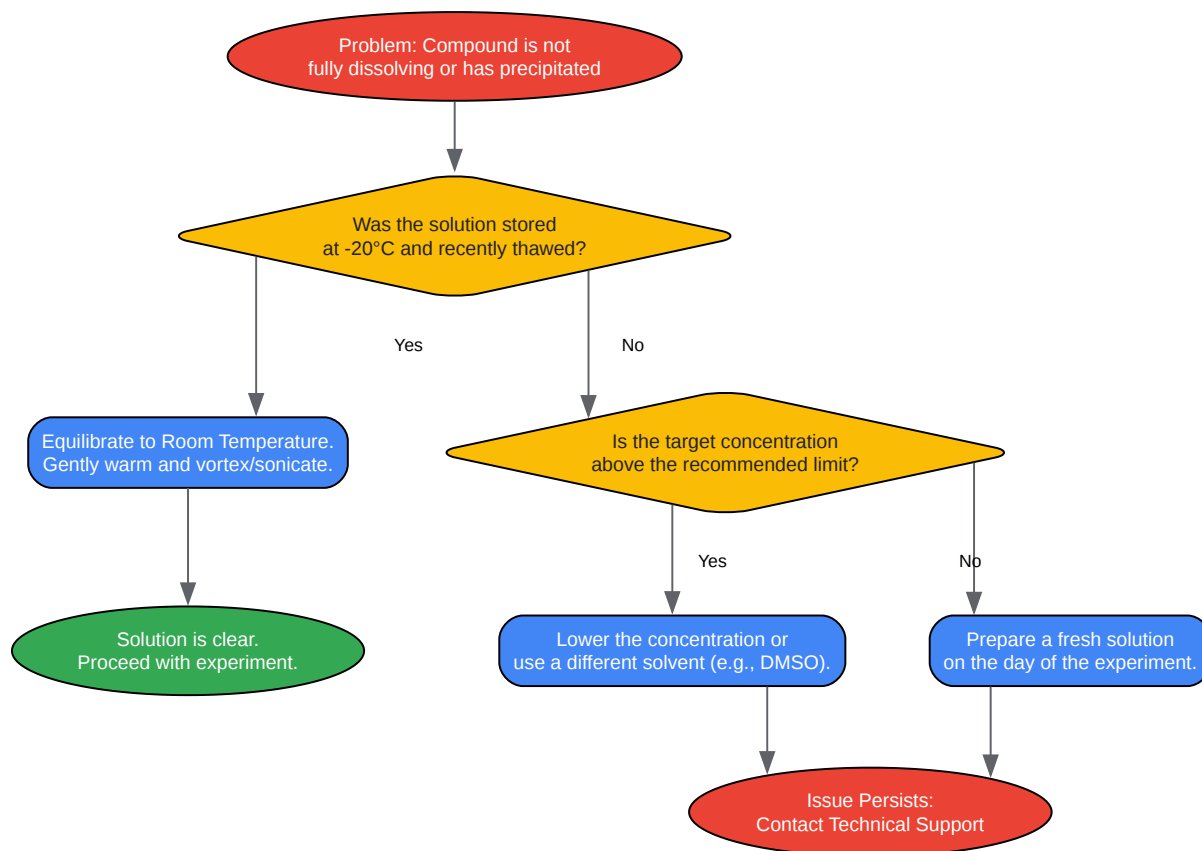 Problem: Compound is not
fully dissolving or has precipitated
Was the solution stored
at -20°C and recently thawed?
Yes
No
Equilibrate to Room Temperature.
Gently warm and vortex/sonicate.
Is the target concentration
above the recommended limit?
Yes
No
Solution is clear.
Proceed with experiment.
Lower the concentration or
use a different solvent (e.g., DMSO).
Prepare a fresh solution
on the day of the experiment.
Issue Persists:
Contact Technical Support